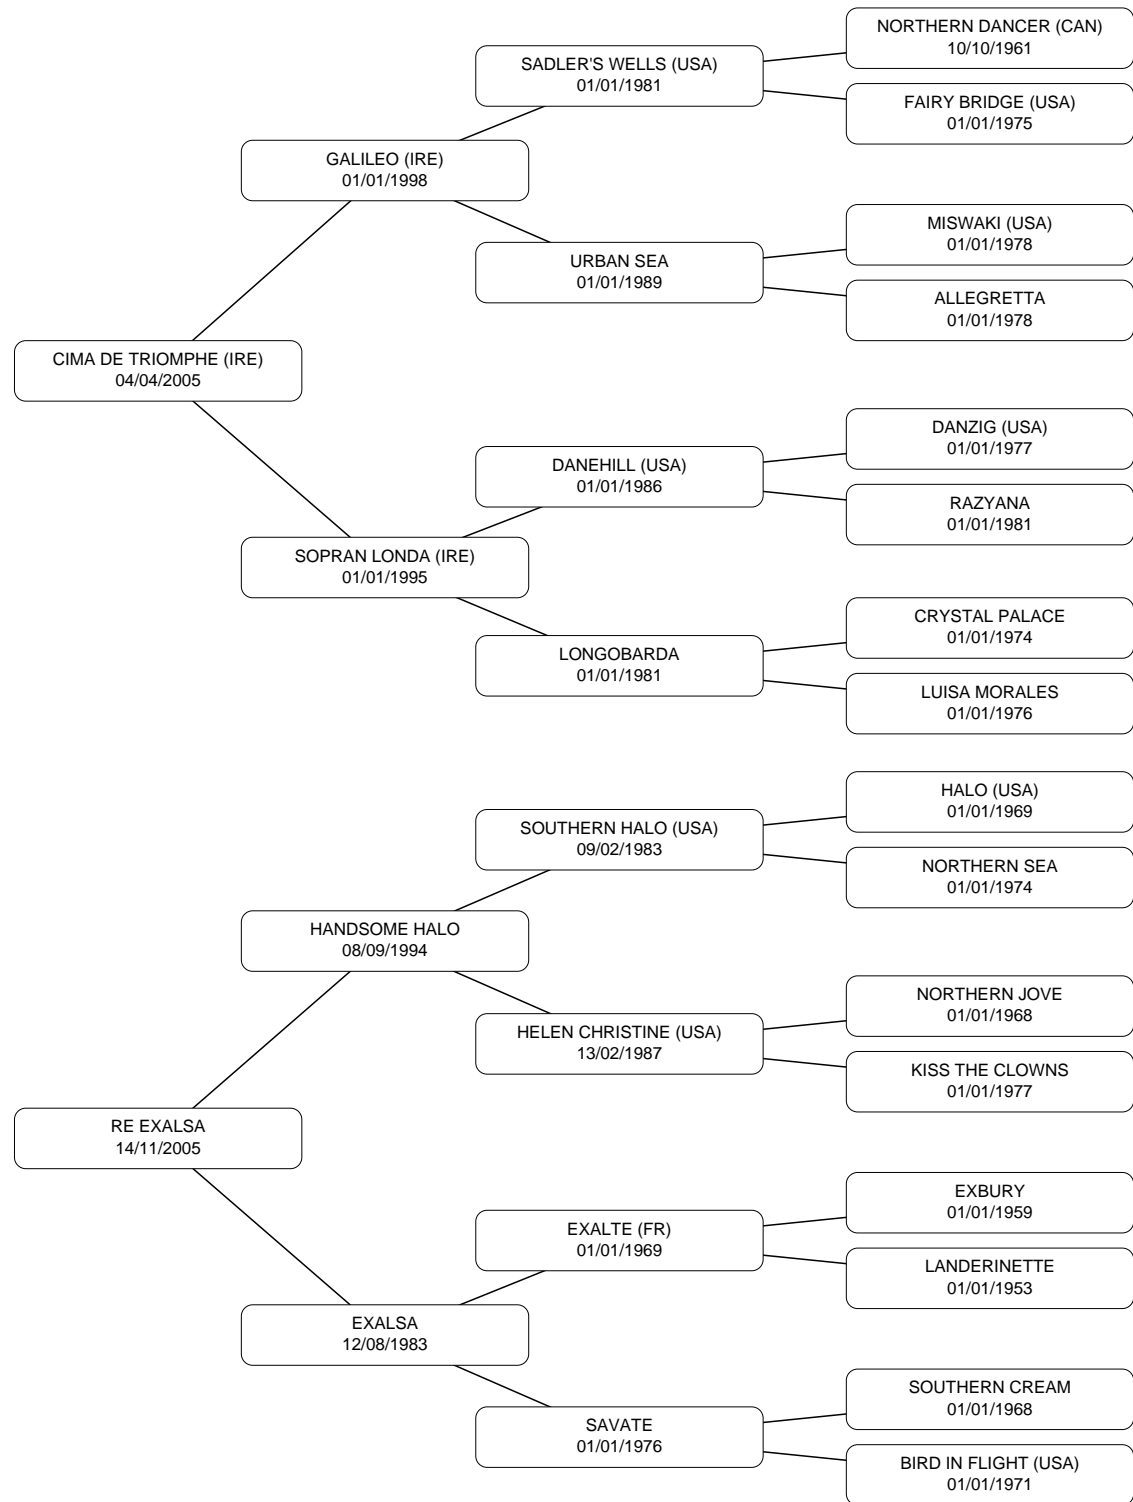 NORTHERN DANCER (CAN)
10/10/1961
SADLER'S WELLS (USA)
01/01/1981
FAIRY BRIDGE (USA)
01/01/1975
GALILEO (IRE)
01/01/1998
MISWAKI (USA)
01/01/1978
URBAN SEA
01/01/1989
ALLEGRETTA
01/01/1978
CIMA DE TRIOMPHE (IRE)
04/04/2005
DANZIG (USA)
01/01/1977
DANEHILL (USA)
01/01/1986
RAZYANA
01/01/1981
SOPRAN LONDA (IRE)
01/01/1995
CRYSTAL PALACE
01/01/1974
LONGOBARDA
01/01/1981
LUISA MORALES
01/01/1976
HALO (USA)
01/01/1969
SOUTHERN HALO (USA)
09/02/1983
NORTHERN SEA
01/01/1974
HANDSOME HALO
08/09/1994
NORTHERN JOVE
01/01/1968
HELEN CHRISTINE (USA)
13/02/1987
KISS THE CLOWNS
01/01/1977
RE EXALSA
14/11/2005
EXBURY
01/01/1959
EXALTE (FR)
01/01/1969
LANDERINETTE
01/01/1953
EXALSA
12/08/1983
SOUTHERN CREAM
01/01/1968
SAVATE
01/01/1976
BIRD IN FLIGHT (USA)
01/01/1971